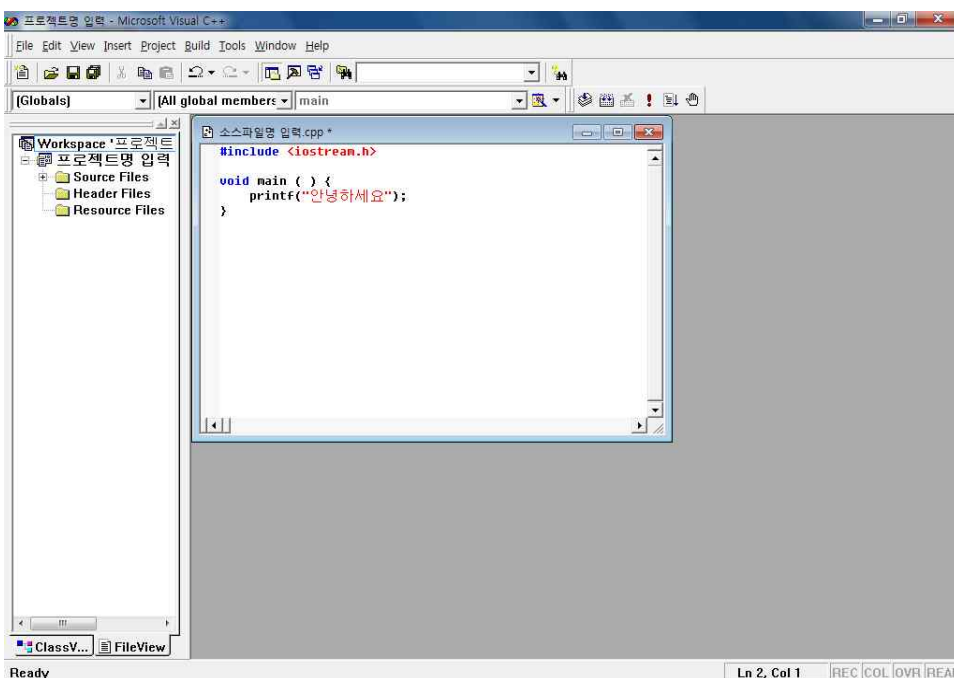 프로젝트명 입력 - Microsoft Visual C++
File Edit View Insert Project Build Tools Window Help
(Globals) (All global members main
소스파일명 입력.cpp *
Workspace '프로젝트
프로젝트명 입력
Source Files
Header Files
Resource Files
#include <iostream.h>
void main ( ) {
printf("안녕하세요");
}
ClassV... FileView
Ready Ln 2, Col 1 REC COL OVR REA